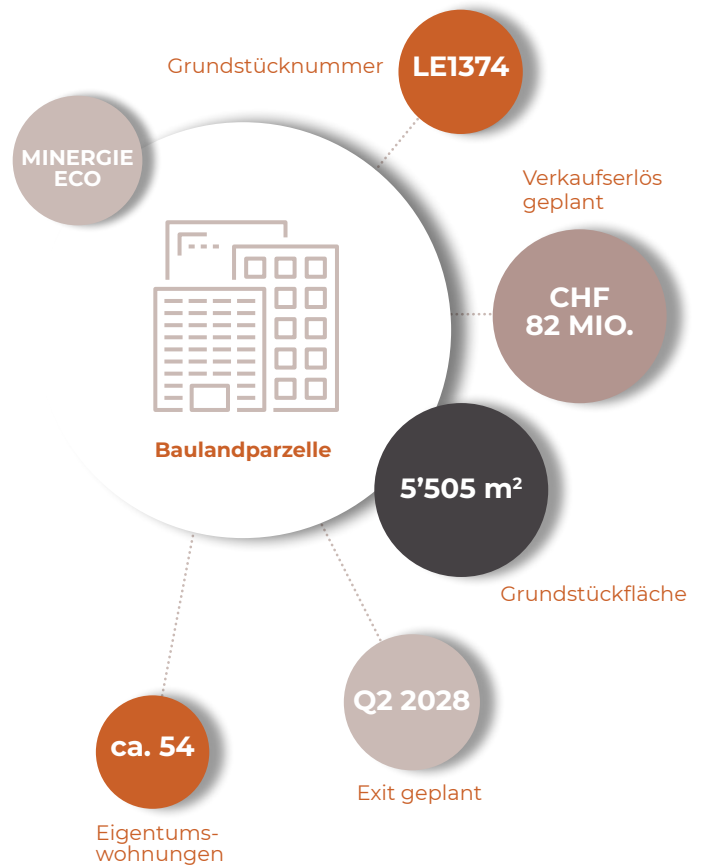 Grundstücknummer
LE1374
MINERGIE
ECO
Verkaufserlös
geplant
CHF
82 MIO.
Baulandparzelle
5’505 m²
Grundstückfläche
Q2 2028
Exit geplant
ca. 54
Eigentums-
wohnungen